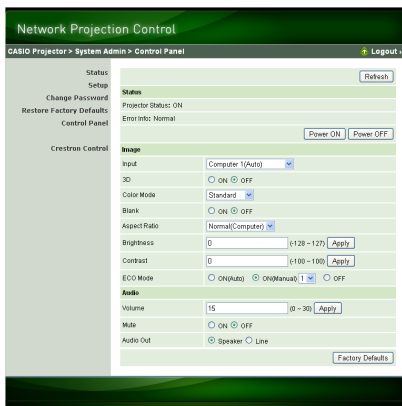 Network Projection Control
CASIO Projector > System Admin > Control Panel
Logout
Status
Setup
Change Password
Restore Factory Defaults
Control Panel
Crestron Control
Refresh
Status
Projector Status: ON
Error Info: Normal
Power ON Power OFF
Image
Input Computer 1(Auto)
3D ON OFF
Color Mode Standard
Blank ON OFF
Aspect Ratio Normal(Computer)
Brightness 0 (-128 ~ 127) Apply
Contrast 0 (-100 ~ 100) Apply
ECO Mode ON(Auto) ON(Manual) 1 OFF
Audio
Volume 15 (0 ~ 30) Apply
Mute ON OFF
Audio Out Speaker Line
Factory Defaults